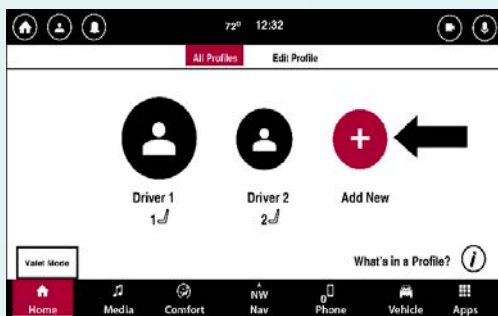 72° 12:32
All Profiles Edit Profile
Driver 1 Driver 2 Add New
1 2
What's in a Profile? i
Valet Mode
NW
0
Home Media Comfort Nav Phone Vehicle Apps